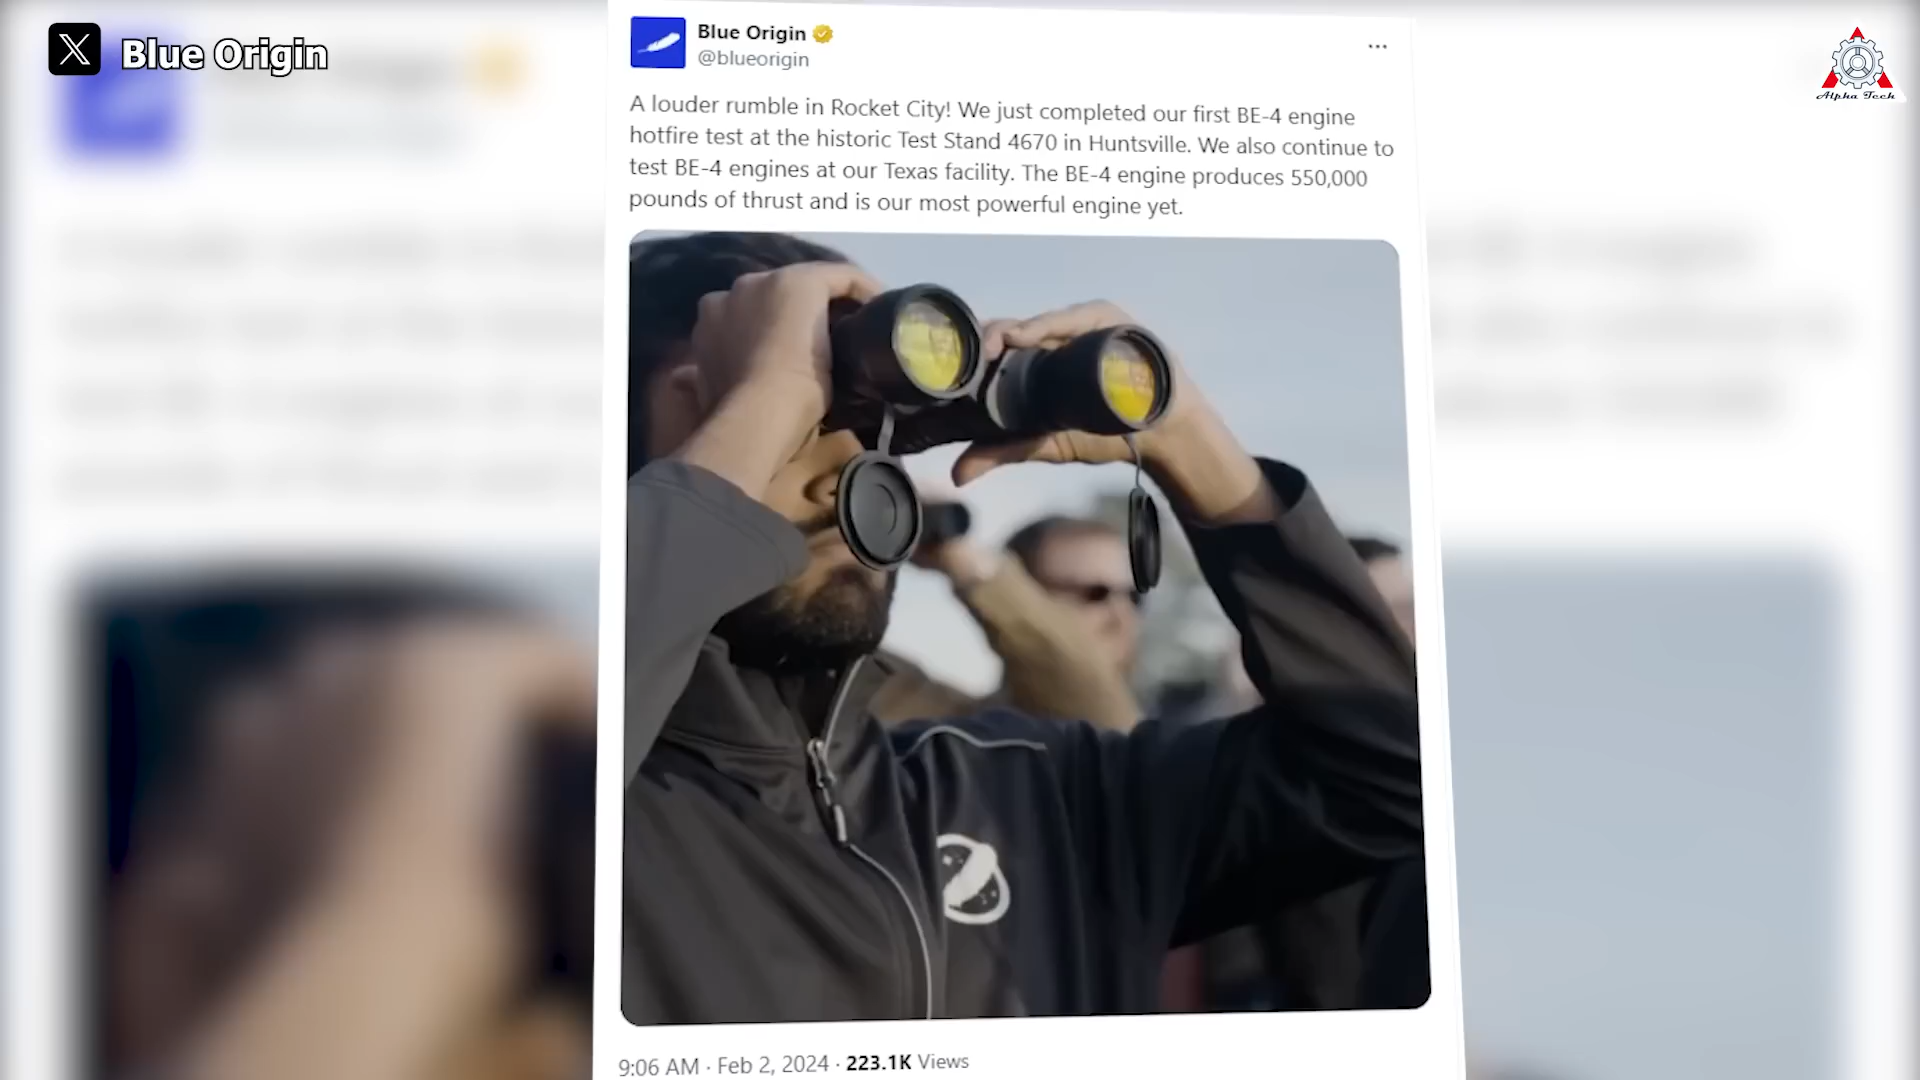 Blue Origin
Alpha Tech
Blue Origin
@blueorigin
A louder rumble in Rocket City! We just completed our first BE-4 engine
hotfire test at the historic Test Stand 4670 in Huntsville. We also continue to
test BE-4 engines at our Texas facility. The BE-4 engine produces 550,000
pounds of thrust and is our most powerful engine yet.
9:06 AM · Feb 2, 2024 · 223.1K Views